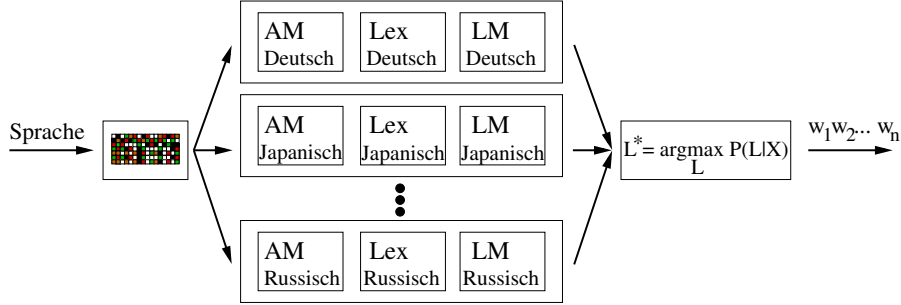 Sprache
AM Lex LM
Deutsch Deutsch Deutsch
AM Lex LM
Japanisch Japanisch Japanisch
AM Lex LM
Russisch Russisch Russisch
L* = argmax P(L|X)
L
w₁w₂... wₙ